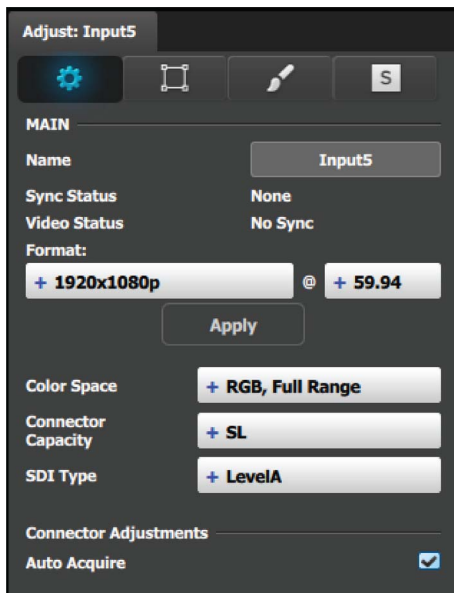 Adjust: Input5
S
MAIN
Name Input5
Sync Status None
Video Status No Sync
Format:
+ 1920x1080p @ + 59.94
Apply
Color Space + RGB, Full Range
Connector
Capacity + SL
SDI Type + LevelA
Connector Adjustments
Auto Acquire